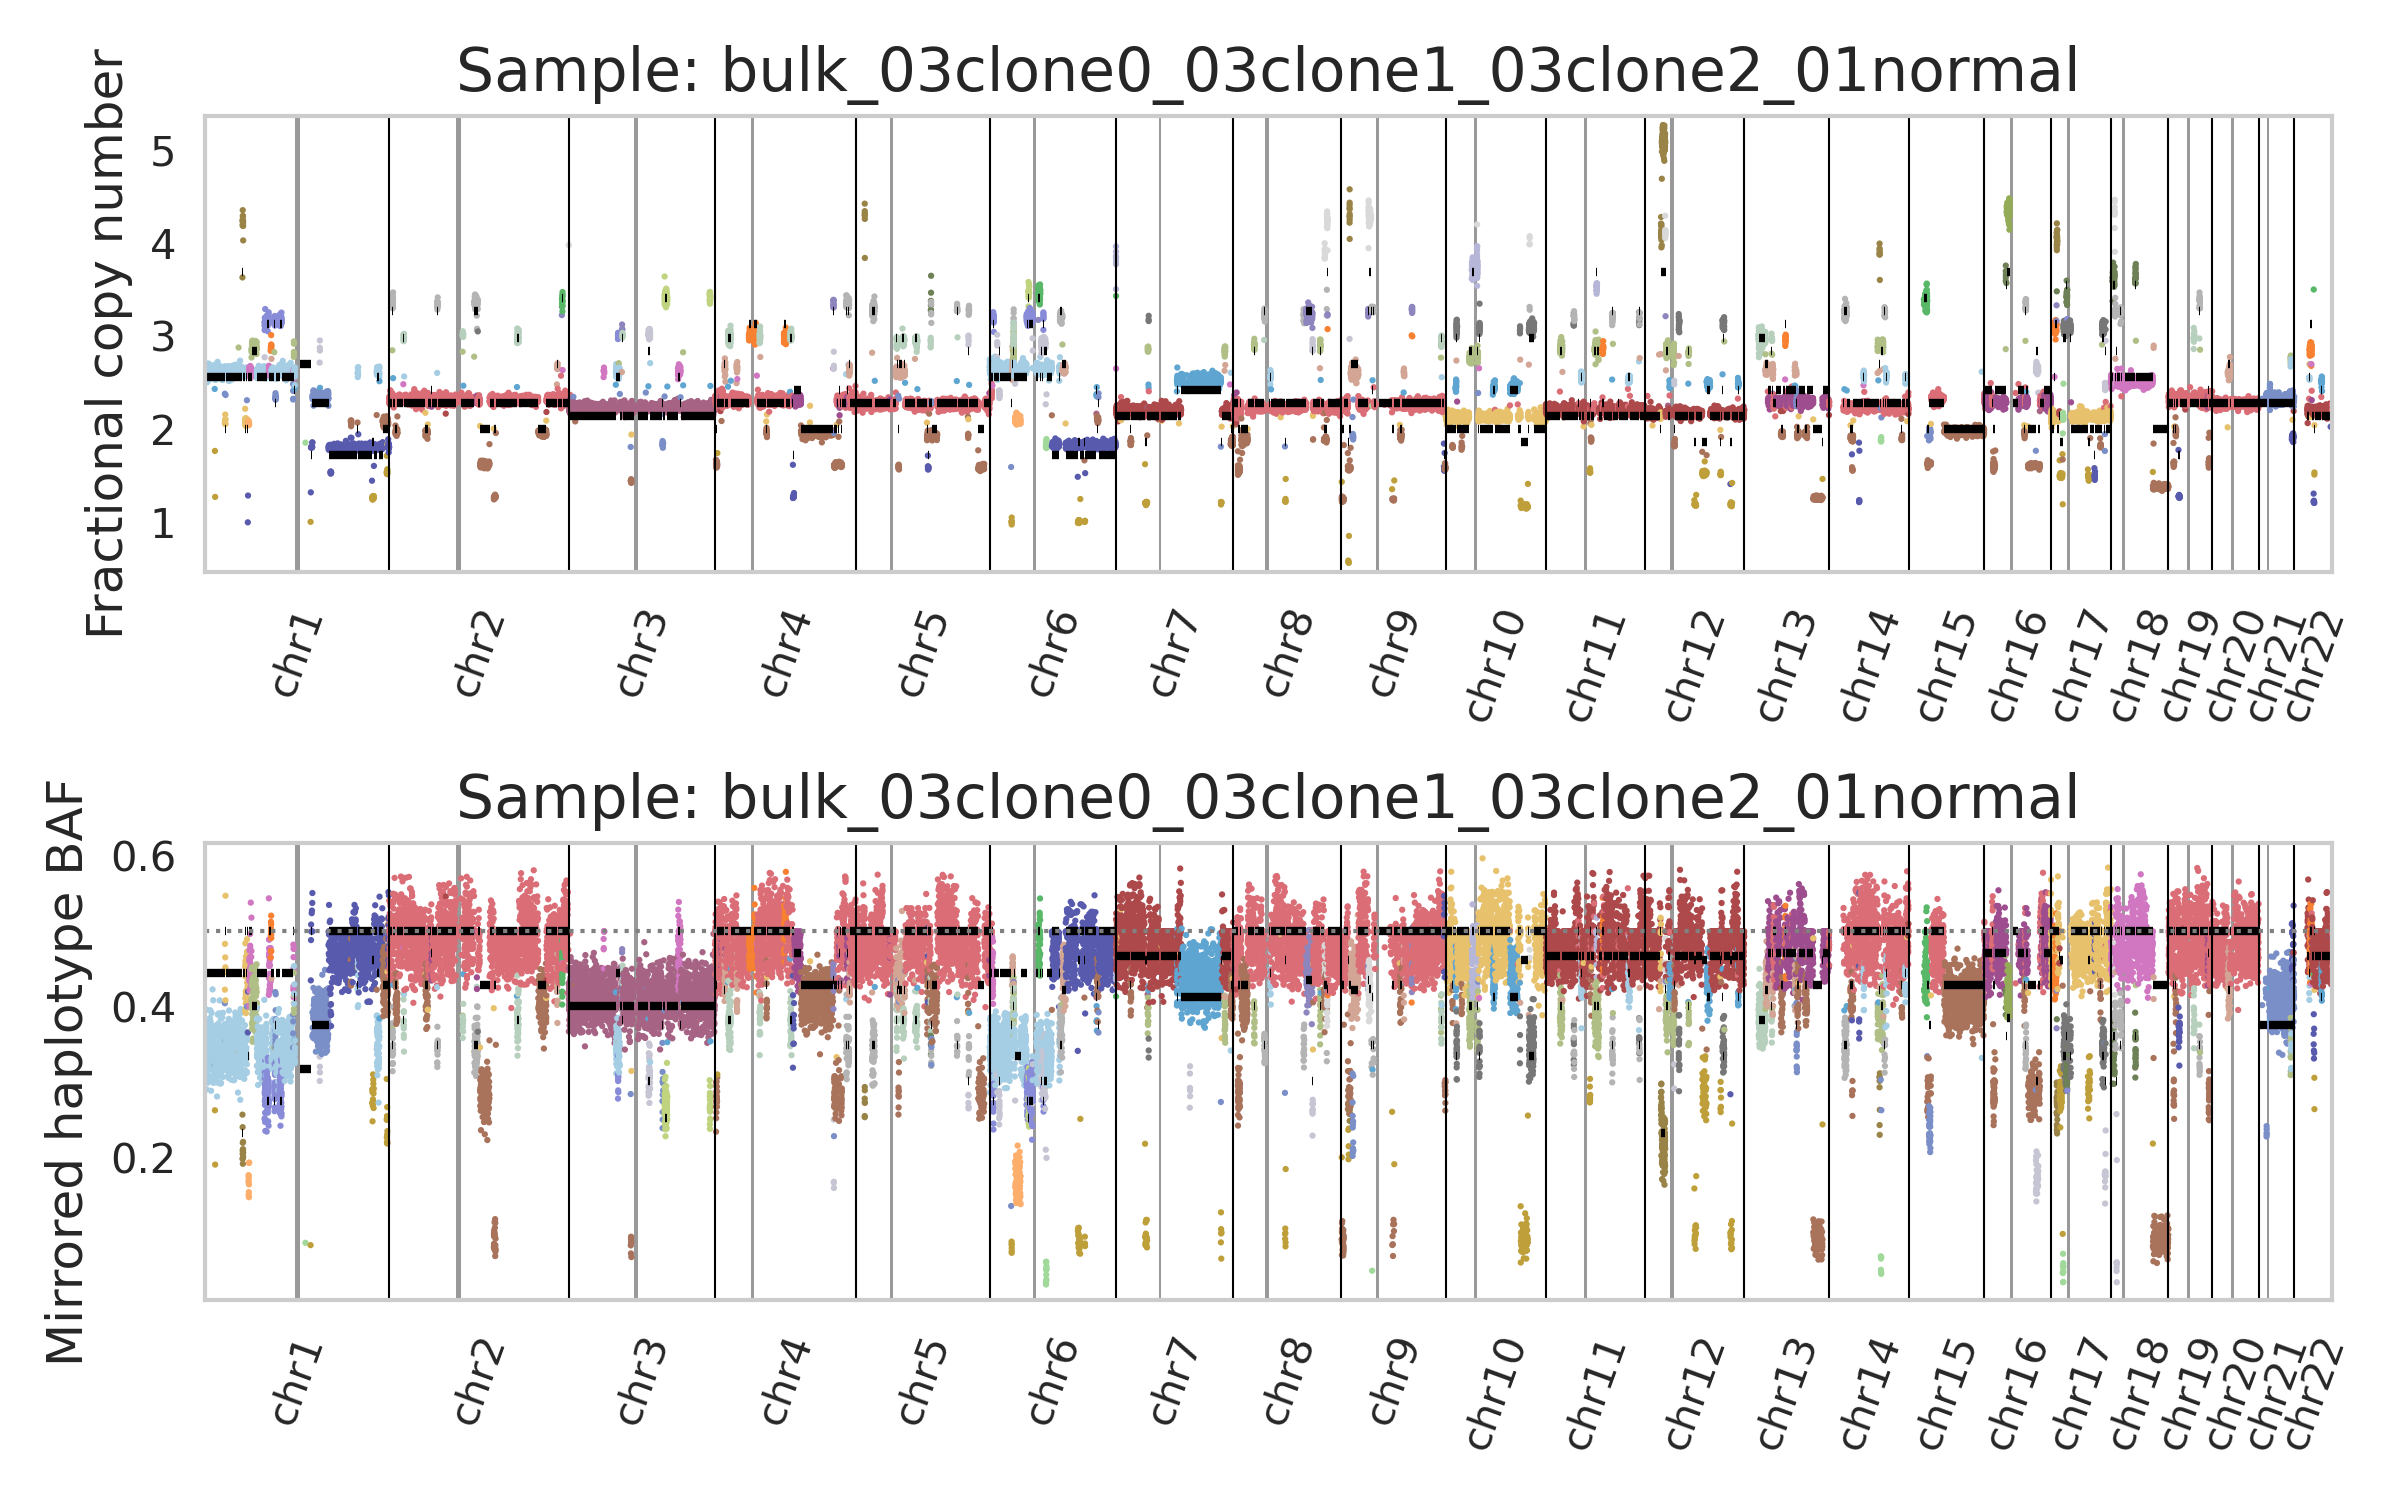 Sample: bulk_03clone0_03clone1_03clone2_01normal
Fractional copy number
5
4
3
2
1
chr1 chr2 chr3 chr4 chr5 chr6 chr7 chr8 chr9 chr10 chr11 chr12 chr13 chr14 chr15 chr16 chr17 chr18 chr19 chr20 chr21 chr22
Sample: bulk_03clone0_03clone1_03clone2_01normal
Mirrored haplotype BAF
0.6
0.4
0.2
chr1 chr2 chr3 chr4 chr5 chr6 chr7 chr8 chr9 chr10 chr11 chr12 chr13 chr14 chr15 chr16 chr17 chr18 chr19 chr20 chr21 chr22